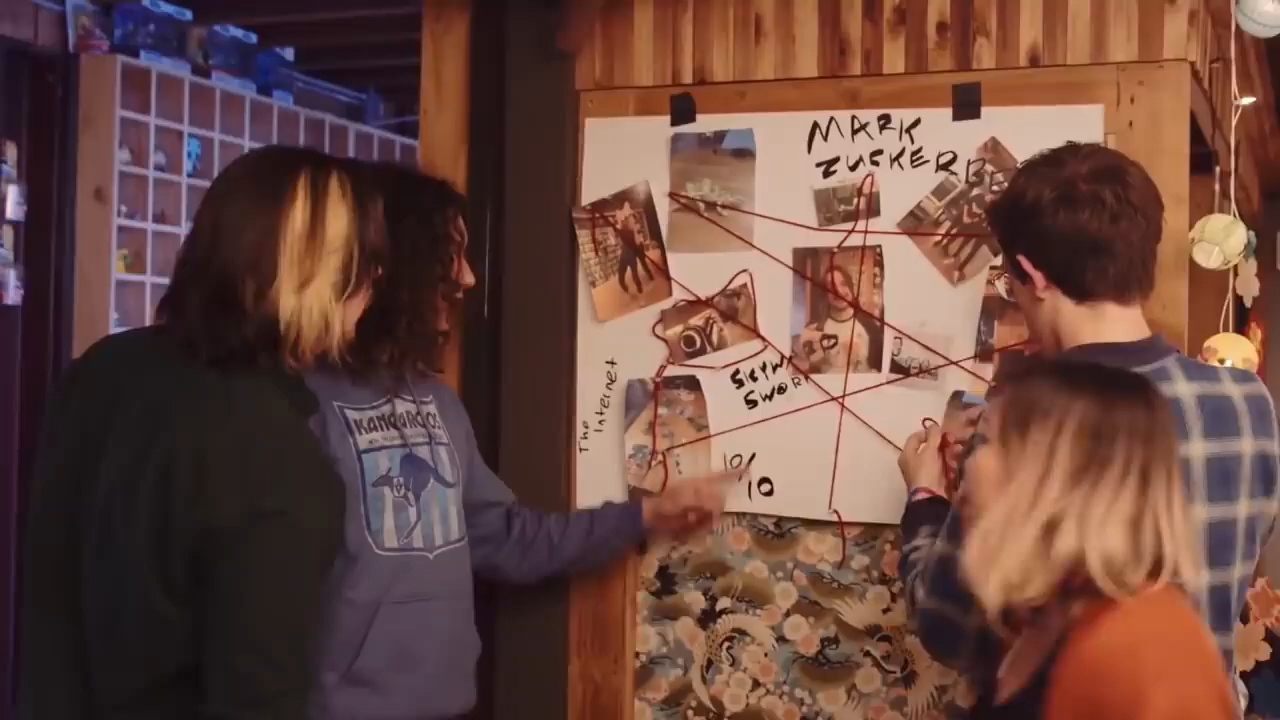 MARK
ZUCKERB
The
Internet
SKYW
SWOR
10/10
KANGAROOS